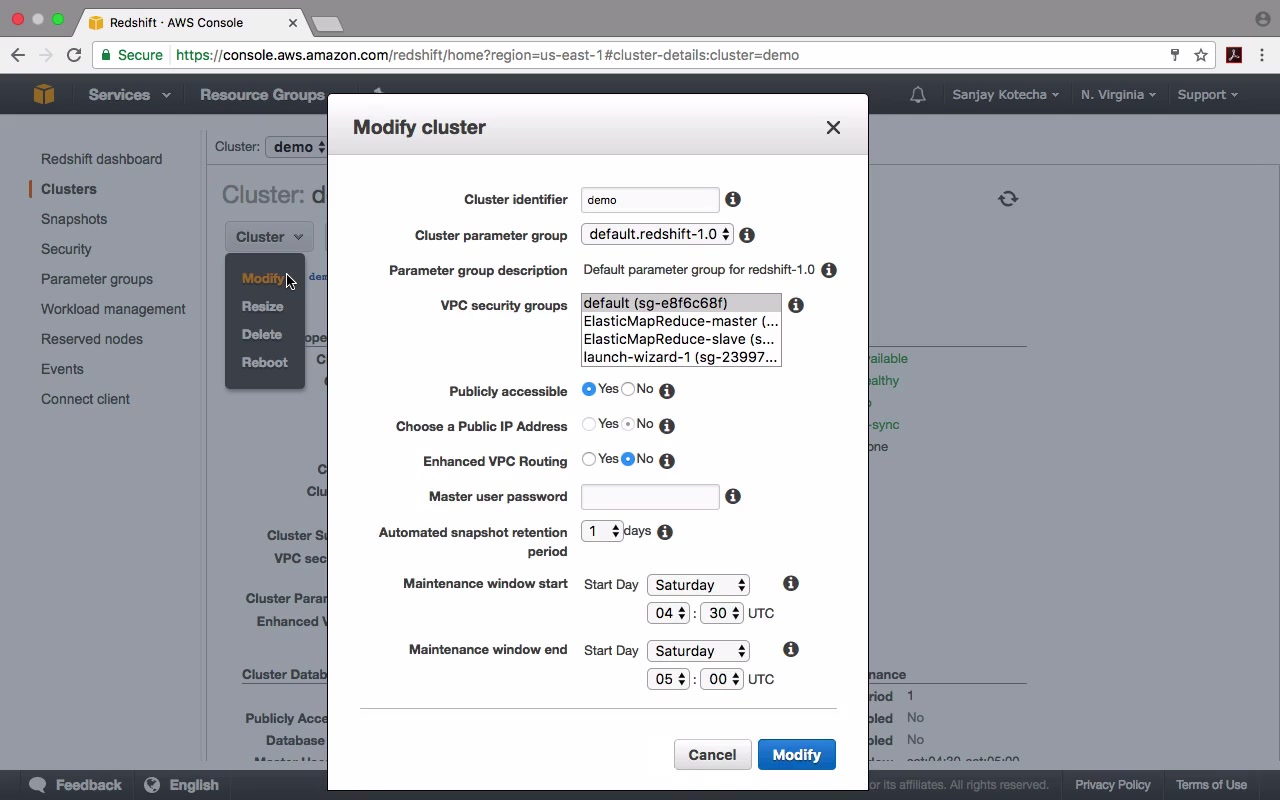 Redshift · AWS Console
Secure https://console.aws.amazon.com/redshift/home?region=us-east-1#cluster-details:cluster=demo
Services Resource Groups Sanjay Kotecha N. Virginia Support
Redshift dashboard
Clusters
Snapshots
Security
Parameter groups
Workload management
Reserved nodes
Events
Connect client
Cluster: demo
Cluster: d
Cluster
Modify
Resize
Delete
Reboot
dem
Cluster Su
VPC sec
Cluster Para
Enhanced V
Cluster Datab
Publicly Acce
Database
Modify cluster
Cluster identifier demo
Cluster parameter group default.redshift-1.0
Parameter group description Default parameter group for redshift-1.0
VPC security groups default (sg-e8f6c68f)
ElasticMapReduce-master (...
ElasticMapReduce-slave (s...
launch-wizard-1 (sg-23997...
Publicly accessible Yes No
Choose a Public IP Address Yes No
Enhanced VPC Routing Yes No
Master user password
Automated snapshot retention period 1 days
Maintenance window start Start Day Saturday
04 : 30 UTC
Maintenance window end Start Day Saturday
05 : 00 UTC
Cancel Modify
vailable
ealthy
-sync
one
nance
riod 1
bled No
bled No
Feedback English or its affiliates. All rights reserved. Privacy Policy Terms of Use